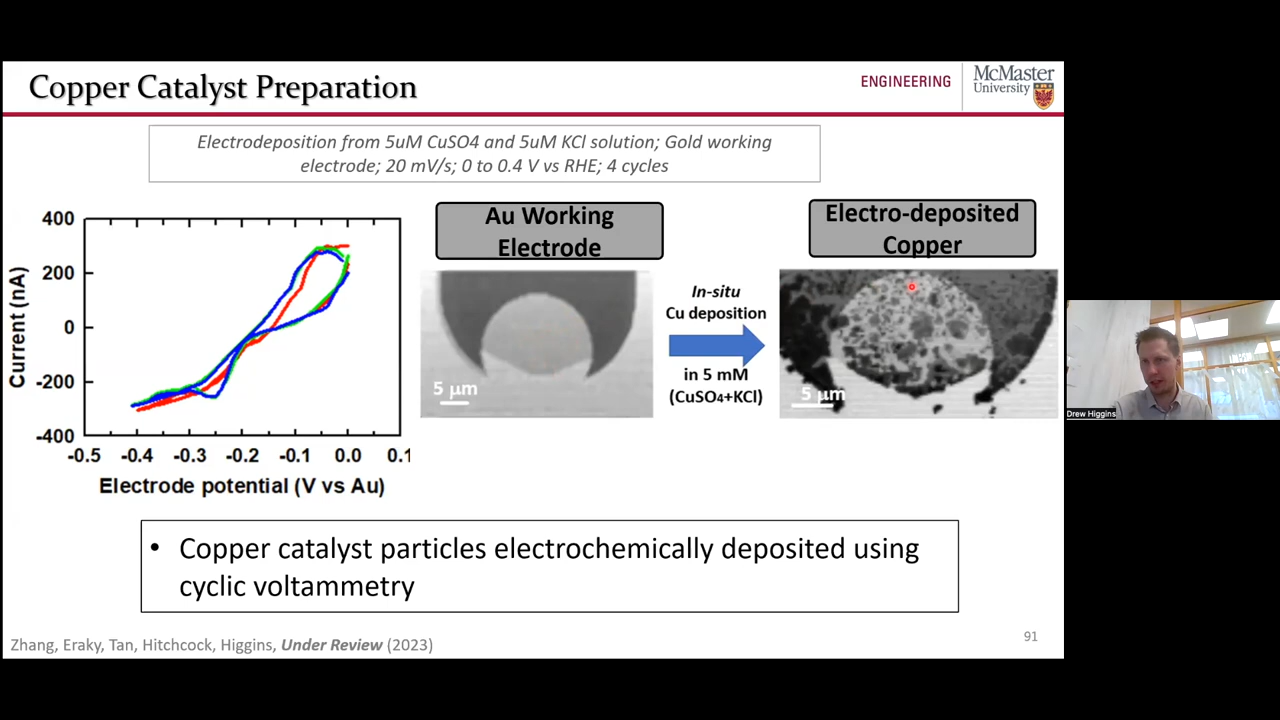 Copper Catalyst Preparation
ENGINEERING
McMaster
University
Electrodeposition from 5uM CuSO4 and 5uM KCl solution; Gold working
electrode; 20 mV/s; 0 to 0.4 V vs RHE; 4 cycles
400
200
0
-200
-400
Current (nA)
-0.5 -0.4 -0.3 -0.2 -0.1 0.0 0.1
Electrode potential (V vs Au)
Au Working
Electrode
5 μm
In-situ
Cu deposition
in 5 mM
(CuSO₄+KCl)
Electro-deposited
Copper
5 μm
Drew Higgins
• Copper catalyst particles electrochemically deposited using
cyclic voltammetry
Zhang, Eraky, Tan, Hitchcock, Higgins, Under Review (2023)
91